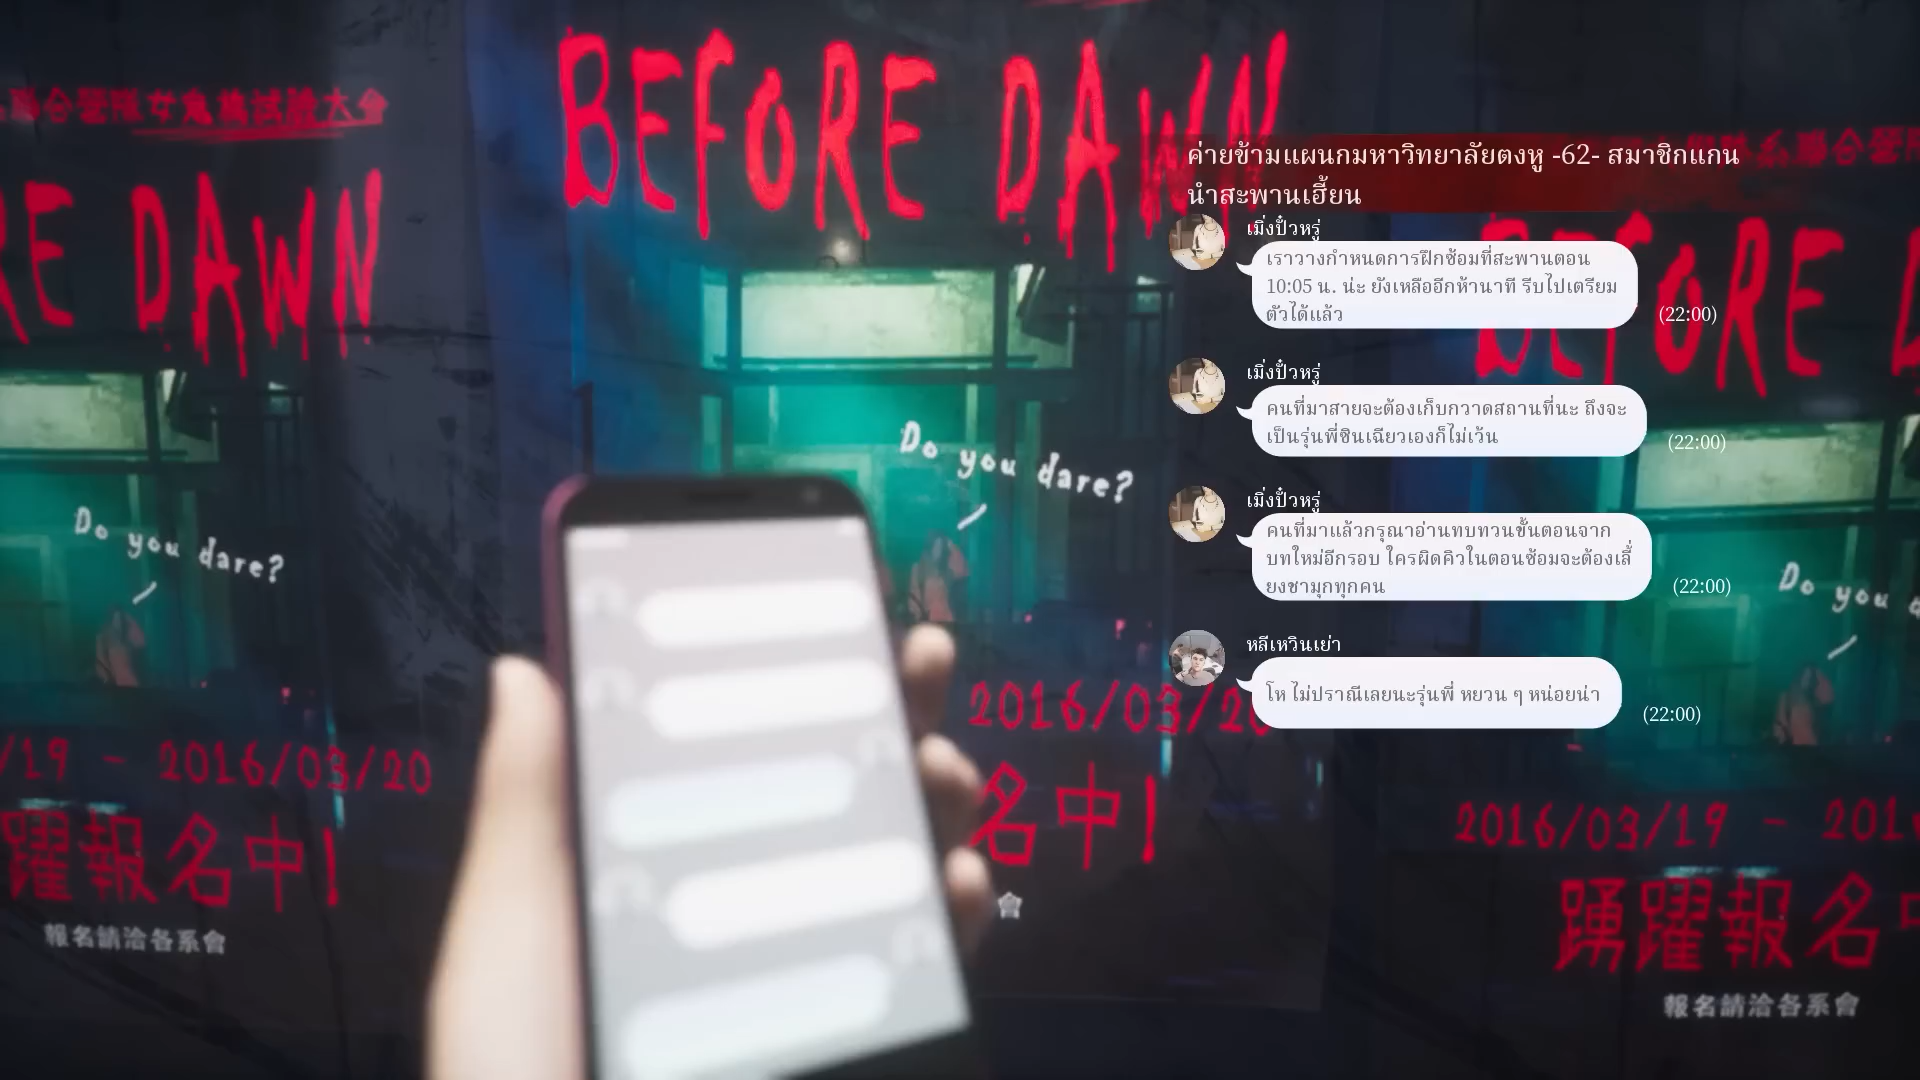 BEFORE DAWN
系聯合營隊女鬼橋試膽大會
RE DAWN
Do you dare?
/19 - 2016/03/20
躍報名中!
報名請洽各系會
Do you dare?
2016/03/20
名中!
會
ค่ายข้ามแผนกมหาวิทยาลัยตงหู -62- สมาชิกแกน
นำสะพานเฮี้ยน
เมิ่งปั๋วหรู่
เราวางกำหนดการฝึกซ้อมที่สะพานตอน
10:05 น. น่ะ ยังเหลืออีกห้านาที รีบไปเตรียม
ตัวได้แล้ว
(22:00)
เมิ่งปั๋วหรู่
คนที่มาสายจะต้องเก็บกวาดสถานที่นะ ถึงจะ
เป็นรุ่นพี่ซินเฉียวเองก็ไม่เว้น
(22:00)
เมิ่งปั๋วหรู่
คนที่มาแล้วกรุณาอ่านทบทวนขั้นตอนจาก
บทใหม่อีกรอบ ใครผิดคิวในตอนซ้อมจะต้องเลี้
ยงชามุกทุกคน
(22:00)
หลีเหวินเย่า
โห ไม่ปราณีเลยนะรุ่นพี่ หยวน ๆ หน่อยน่า
(22:00)
BEFORE D
Do you d
2016/03/19 - 201
踴躍報名中
報名請洽各系會